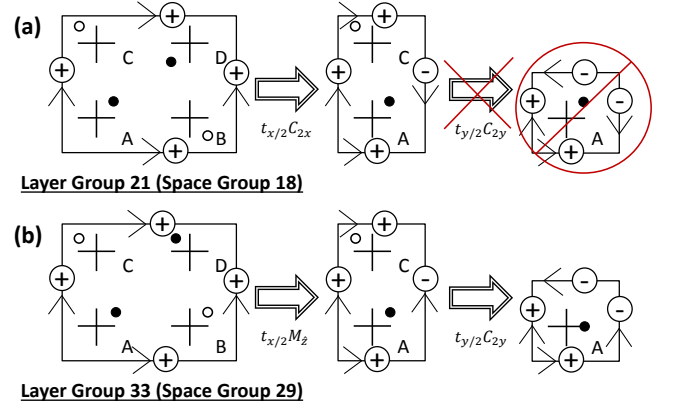 (a)
C
D
C
+
+
+
+
+
+
-
+
+
-
-
+
A
B
A
A
t_{x/2}C_{2x}
t_{y/2}C_{2y}
Layer Group 21 (Space Group 18)
(b)
C
D
C
+
+
+
+
+
+
-
+
+
-
-
+
A
B
A
A
t_{x/2}M_{\hat{z}}
t_{y/2}C_{2y}
Layer Group 33 (Space Group 29)